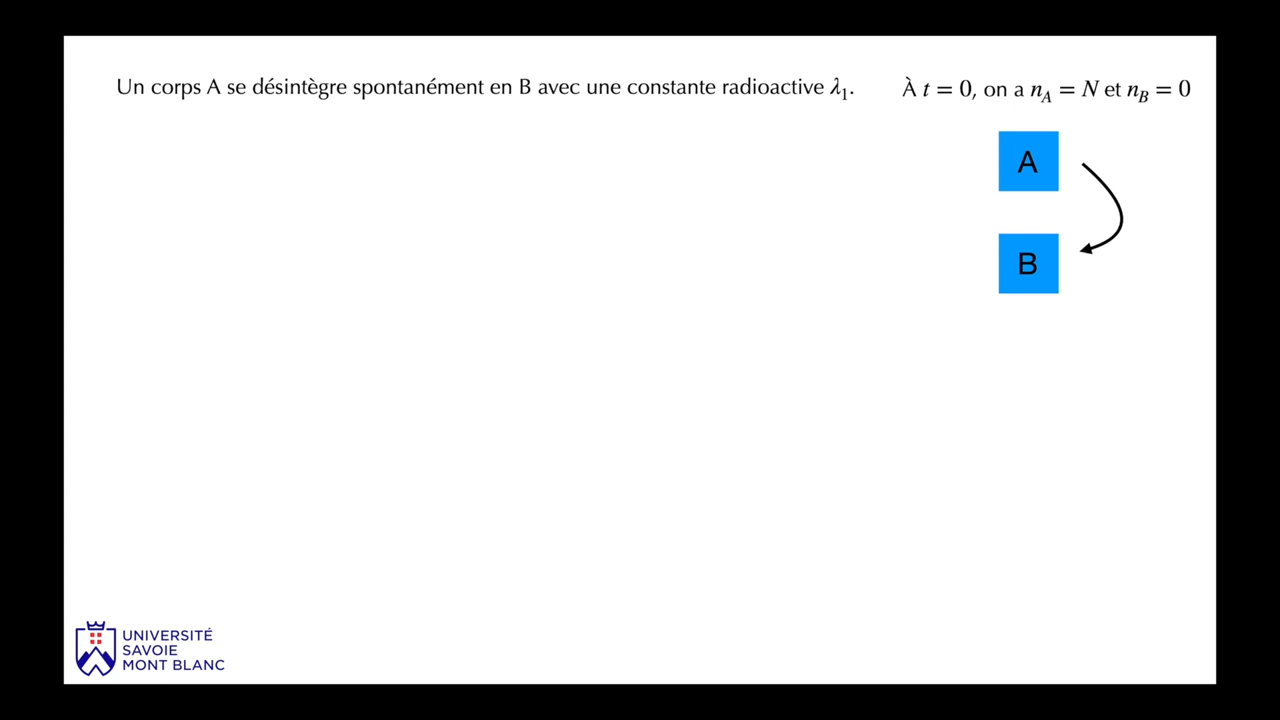 Un corps A se désintègre spontanément en B avec une constante radioactive λ₁.
À t = 0, on a n_A = N et n_B = 0
A
B
UNIVERSITÉ
SAVOIE
MONT BLANC